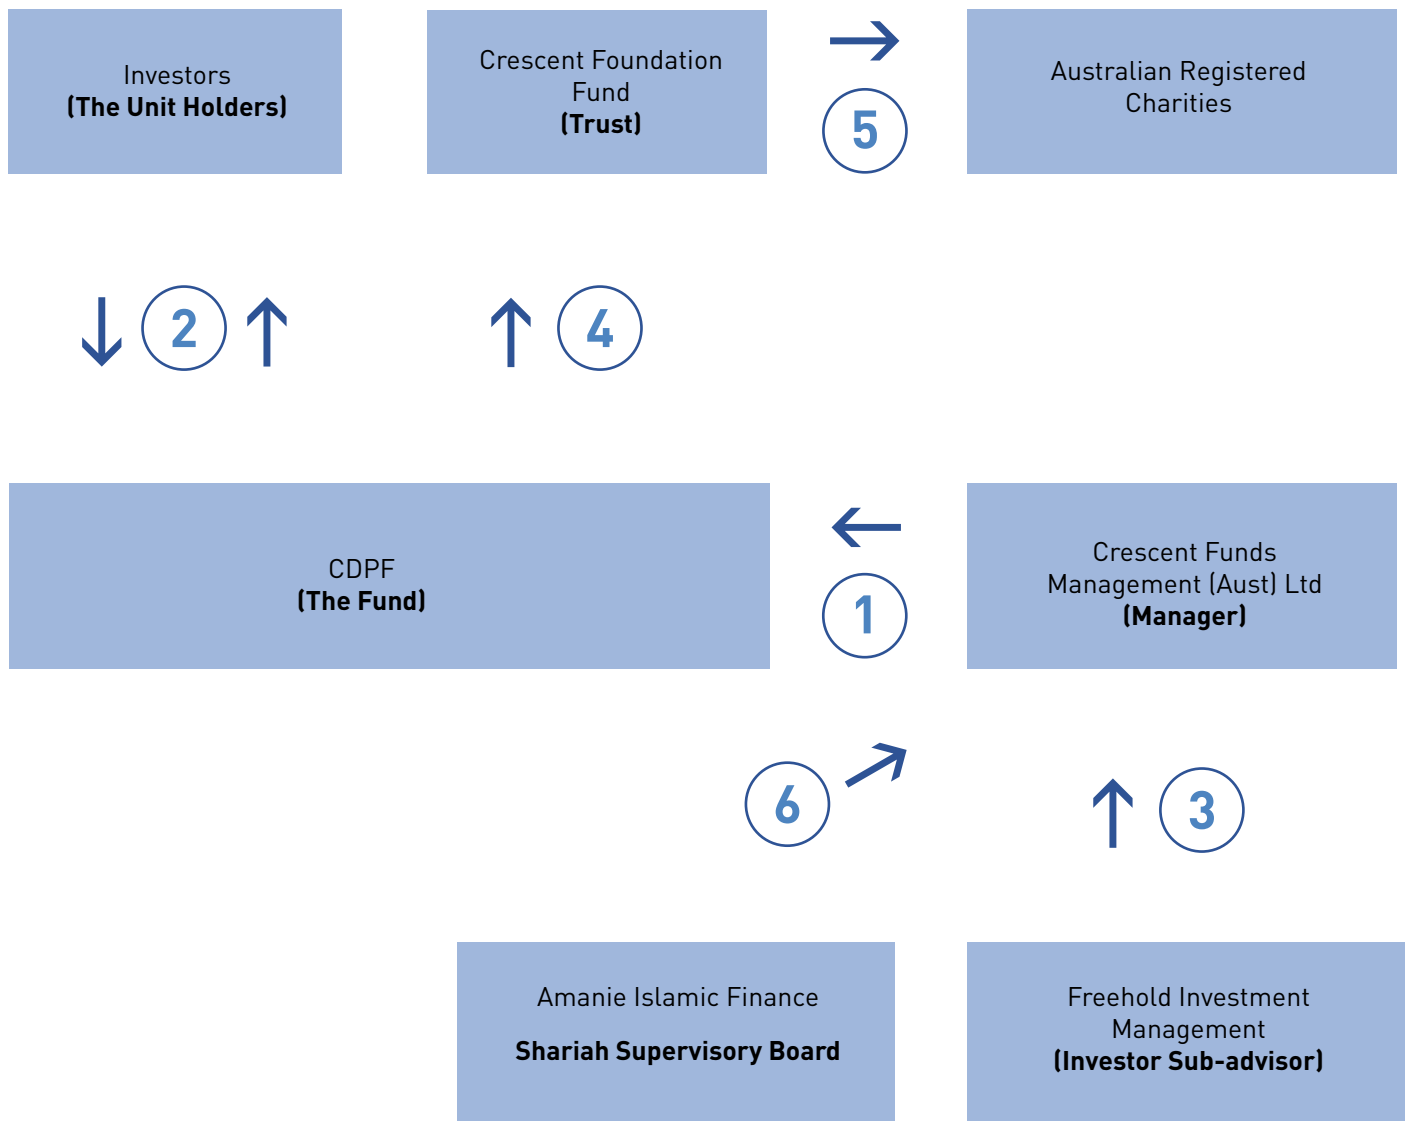 Investors
(The Unit Holders)
Crescent Foundation
Fund
(Trust)
5
Australian Registered
Charities
2
4
CDPF
(The Fund)
1
Crescent Funds
Management (Aust) Ltd
(Manager)
6
3
Amanie Islamic Finance
Shariah Supervisory Board
Freehold Investment
Management
(Investor Sub-advisor)